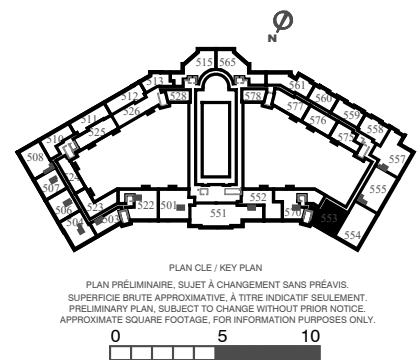 N
515 565
513 561
512 528 578 560
511 526 577 559
510 525 576 558
508 575 557
507 524 555
506 523 522 501 552 570 553
504 503 551 554
PLAN CLE / KEY PLAN
PLAN PRÉLIMINAIRE, SUJET À CHANGEMENT SANS PRÉAVIS.
SUPERFICIE BRUTE APPROXIMATIVE, À TITRE INDICATIF SEULEMENT.
PRELIMINARY PLAN, SUBJECT TO CHANGE WITHOUT PRIOR NOTICE.
APPROXIMATE SQUARE FOOTAGE, FOR INFORMATION PURPOSES ONLY.
0 5 10